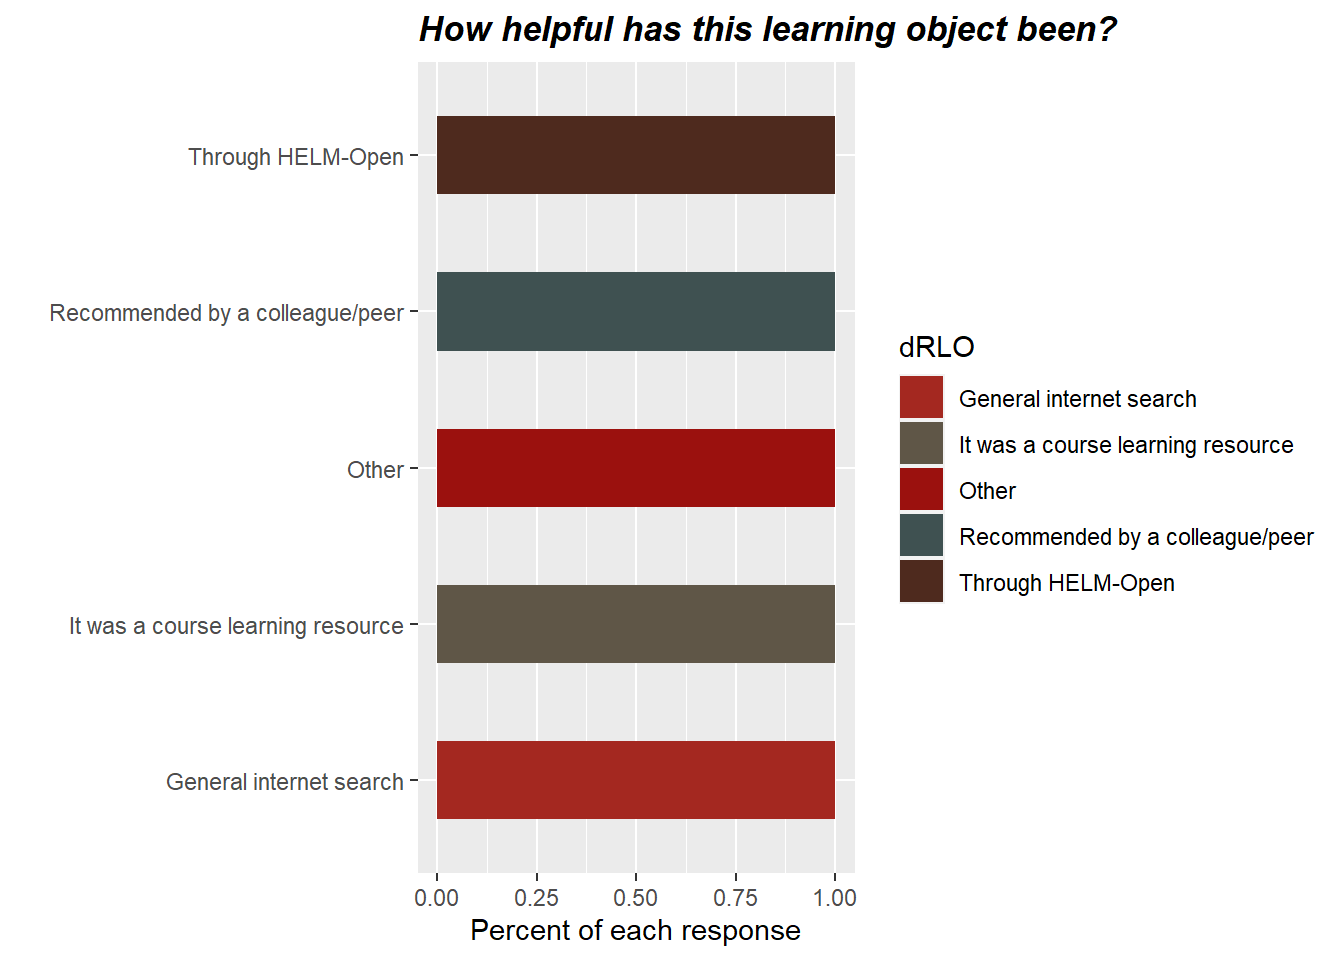 How helpful has this learning object been?
Through HELM-Open
Recommended by a colleague/peer
Other
It was a course learning resource
General internet search
0.00 0.25 0.50 0.75 1.00
Percent of each response
dRLO
General internet search
It was a course learning resource
Other
Recommended by a colleague/peer
Through HELM-Open